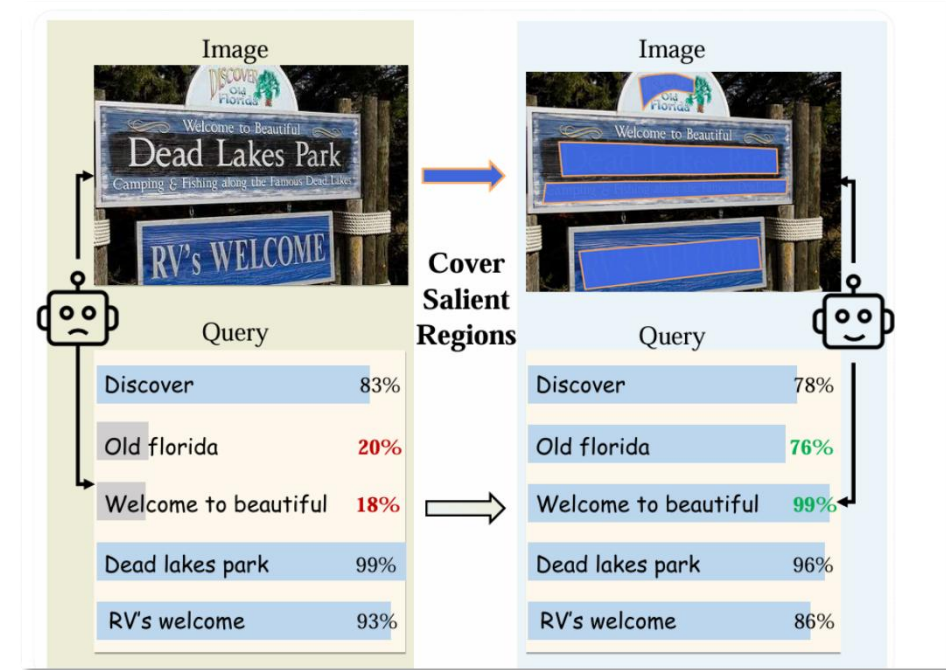 Image
DISCOVER
Old
Florida
Welcome to Beautiful
Dead Lakes Park
Camping & Fishing along the Famous Dead Lakes
RV's WELCOME
Query
Discover 83%
Old florida 20%
Welcome to beautiful 18%
Dead lakes park 99%
RV's welcome 93%
Cover
Salient
Regions
Image
Old
Florida
Welcome to Beautiful
Query
Discover 78%
Old florida 76%
Welcome to beautiful 99%
Dead lakes park 96%
RV's welcome 86%